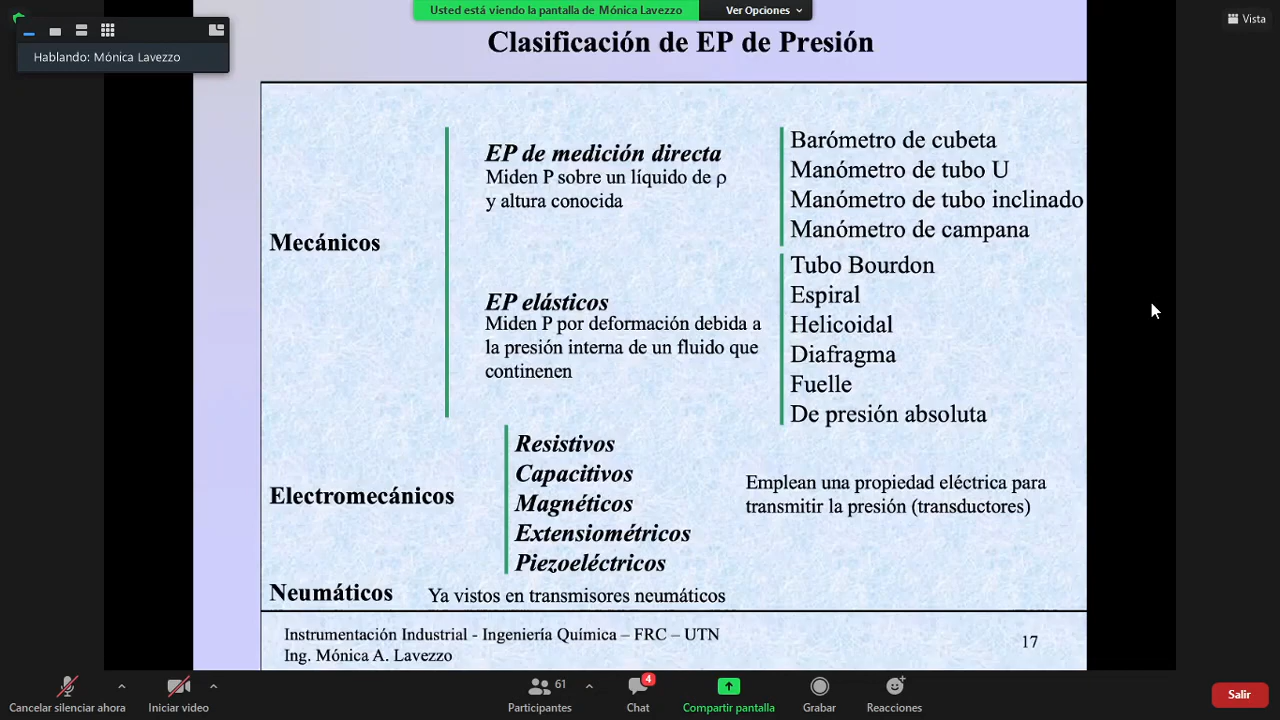 Usted está viendo la pantalla de Mónica Lavezzo
Ver Opciones
Vista
Hablando: Mónica Lavezzo
Clasificación de EP de Presión
Mecánicos
EP de medición directa
Miden P sobre un líquido de ρ
y altura conocida
Barómetro de cubeta
Manómetro de tubo U
Manómetro de tubo inclinado
Manómetro de campana
EP elásticos
Miden P por deformación debida a
la presión interna de un fluido que
continenen
Tubo Bourdon
Espiral
Helicoidal
Diafragma
Fuelle
De presión absoluta
Electromecánicos
Resistivos
Capacitivos
Magnéticos
Extensiométricos
Piezoeléctricos
Emplean una propiedad eléctrica para
transmitir la presión (transductores)
Neumáticos
Ya vistos en transmisores neumáticos
Instrumentación Industrial - Ingeniería Química – FRC – UTN
Ing. Mónica A. Lavezzo
17
Cancelar silenciar ahora
Iniciar video
61
Participantes
4
Chat
Compartir pantalla
Grabar
Reacciones
Salir